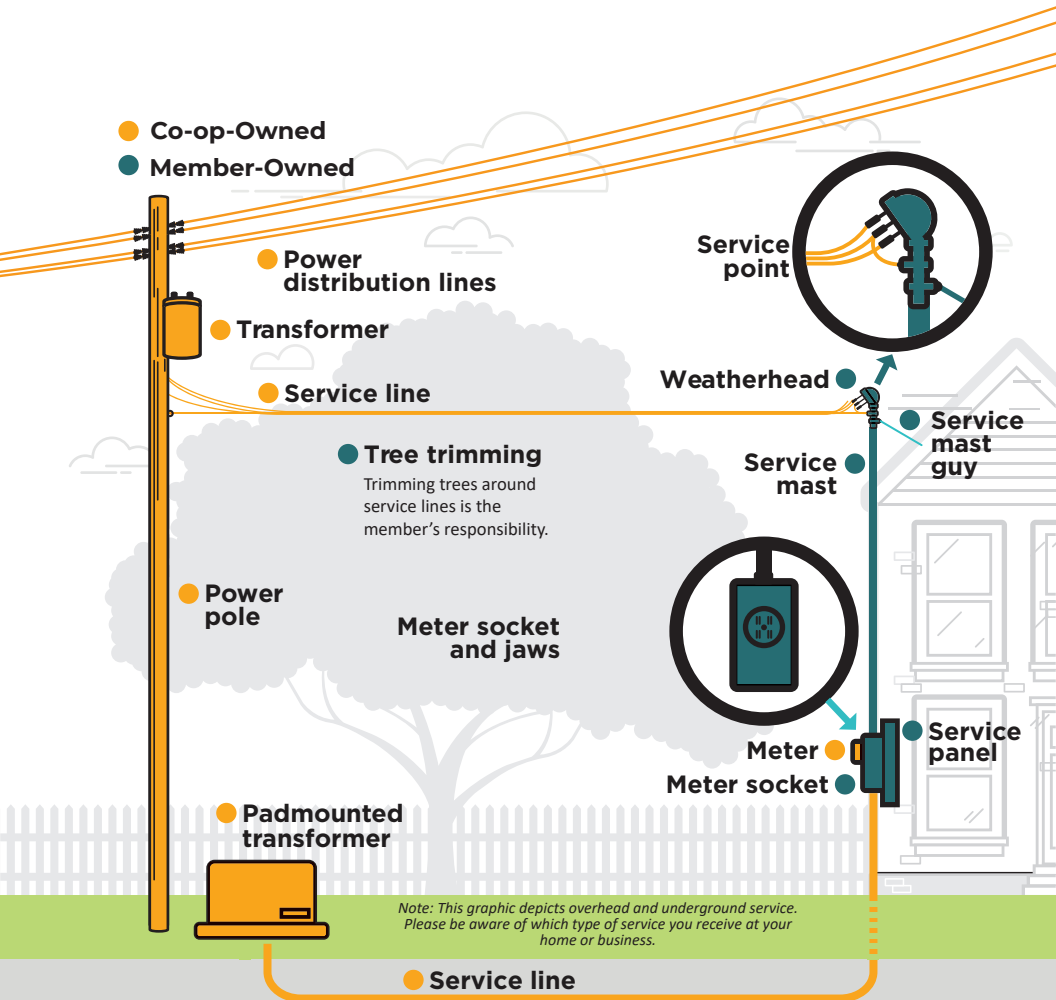 Co-op-Owned
Member-Owned
Service
point
Power
distribution lines
Transformer
Weatherhead
Service line
Service
mast
guy
Tree trimming
Trimming trees around
service lines is the
member's responsibility.
Service
mast
Power
pole
Meter socket
and jaws
Service
panel
Meter
Meter socket
Padmounted
transformer
Note: This graphic depicts overhead and underground service.
Please be aware of which type of service you receive at your
home or business.
Service line